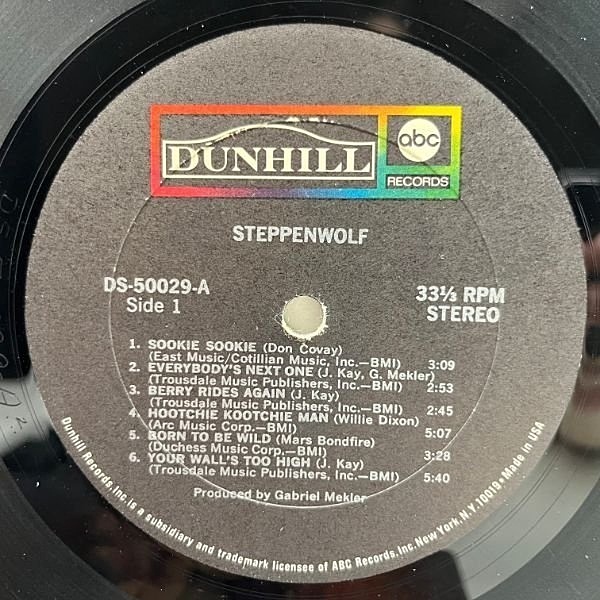 DUNHILL
abc
RECORDS
STEPPENWOLF
DS-50029-A
Side 1
33⅓ RPM
STEREO
1. SOOKIE SOOKIE (Don Covay)
(East Music/Cotillian Music, Inc.—BMI) 3:09
2. EVERYBODY'S NEXT ONE (J. Kay, G. Mekler)
(Trousdale Music Publishers, Inc.—BMI) 2:53
3. BERRY RIDES AGAIN (J. Kay)
(Trousdale Music Publishers, Inc.—BMI) 2:45
4. HOOTCHIE KOOTCHIE MAN (Willie Dixon)
(Arc Music Corp.—BMI) 5:07
5. BORN TO BE WILD (Mars Bondfire)
(Duchess Music Corp.—BMI) 3:28
6. YOUR WALL'S TOO HIGH (J. Kay)
(Trousdale Music Publishers, Inc.—BMI) 5:40
Produced by Gabriel Mekler
Dunhill Records, Inc. is a subsidiary and trademark licensee of ABC Records, Inc. New York, N.Y. 10019 • Made in USA